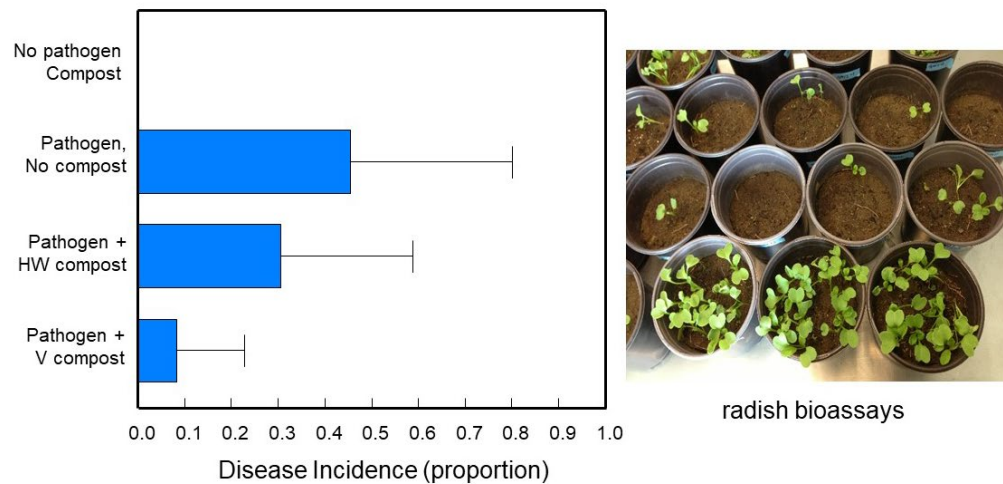 No pathogen
Compost
Pathogen,
No compost
Pathogen +
HW compost
Pathogen +
V compost
0.0 0.1 0.2 0.3 0.4 0.5 0.6 0.7 0.8 0.9 1.0
Disease Incidence (proportion)
radish bioassays